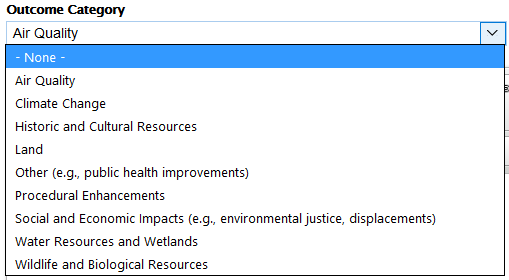 Outcome Category
Air Quality
- None -
Air Quality
Climate Change
Historic and Cultural Resources
Land
Other (e.g., public health improvements)
Procedural Enhancements
Social and Economic Impacts (e.g., environmental justice, displacements)
Water Resources and Wetlands
Wildlife and Biological Resources